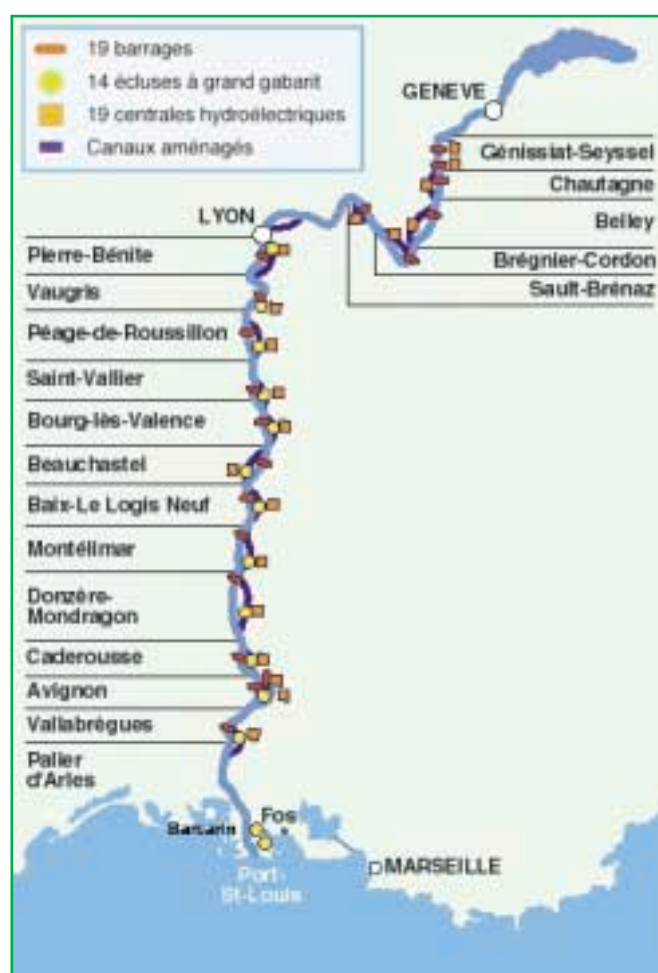 19 barrages
14 écluses à grand gabarit
19 centrales hydroélectriques
Canaux aménagés
GENEVE
Génissiat-Seyssel
Chautagne
Belley
Brégnier-Cordon
Sault-Brénaz
LYON
Pierre-Bénite
Vaugris
Péage-de-Roussillon
Saint-Vallier
Bourg-lès-Valence
Beauchastel
Baix-Le Logis Neuf
Montélimar
Donzère-
Mondragon
Caderousse
Avignon
Vallabrègues
Palier
d'Arles
Barcarin
Fos
Port-
St-Louis
MARSEILLE